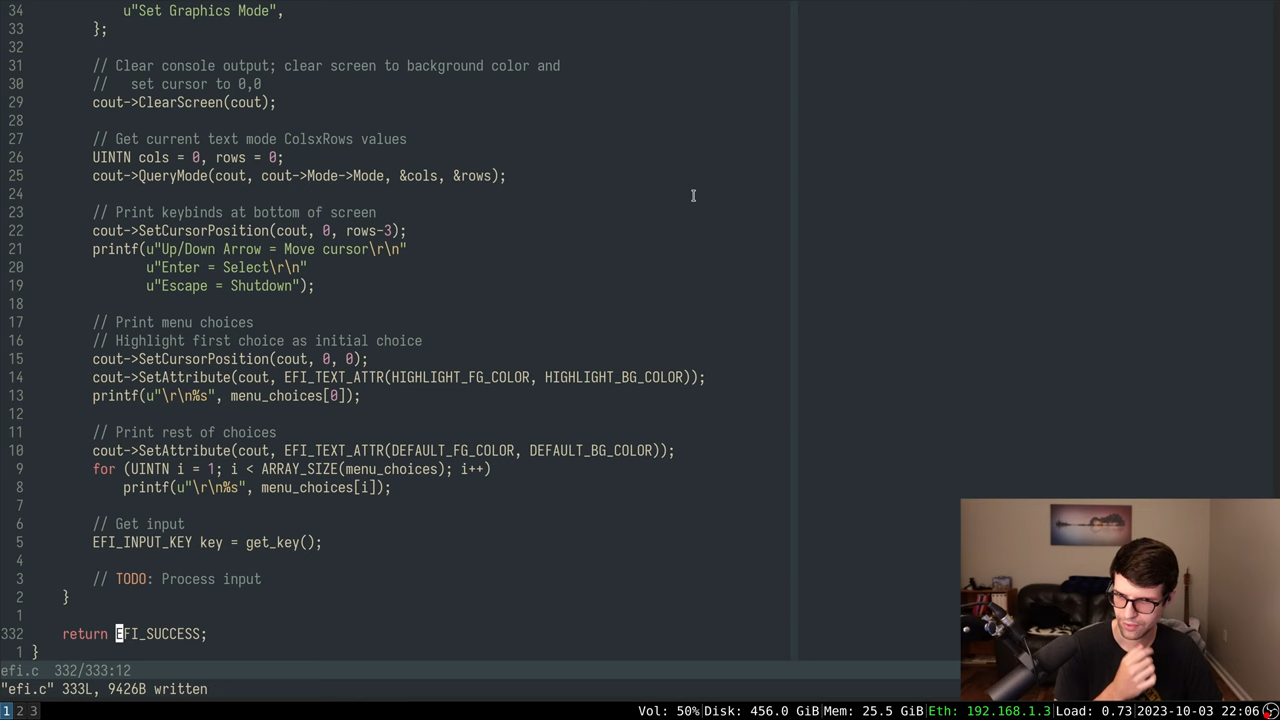 34             u"Set Graphics Mode",
33         };
32
31         // Clear console output; clear screen to background color and
30         //   set cursor to 0,0
29         cout->ClearScreen(cout);
28
27         // Get current text mode ColsxRows values
26         UINTN cols = 0, rows = 0;
25         cout->QueryMode(cout, cout->Mode->Mode, &cols, &rows);
24
23         // Print keybinds at bottom of screen
22         cout->SetCursorPosition(cout, 0, rows-3);
21         printf(u"Up/Down Arrow = Move cursor\r\n"
20                u"Enter = Select\r\n"
19                u"Escape = Shutdown");
18
17         // Print menu choices
16         // Highlight first choice as initial choice
15         cout->SetCursorPosition(cout, 0, 0);
14         cout->SetAttribute(cout, EFI_TEXT_ATTR(HIGHLIGHT_FG_COLOR, HIGHLIGHT_BG_COLOR));
13         printf(u"\r\n%s", menu_choices[0]);
12
11         // Print rest of choices
10         cout->SetAttribute(cout, EFI_TEXT_ATTR(DEFAULT_FG_COLOR, DEFAULT_BG_COLOR));
9         for (UINTN i = 1; i < ARRAY_SIZE(menu_choices); i++)
8             printf(u"\r\n%s", menu_choices[i]);
7
6         // Get input
5         EFI_INPUT_KEY key = get_key();
4
3         // TODO: Process input
2     }
1
332     return EFI_SUCCESS;
1 }
efi.c  332/333:12
"efi.c" 333L, 9426B written
1 2 3 Vol: 50%|Disk: 456.0 GiB|Mem: 25.5 GiB|Eth: 192.168.1.3|Load: 0.73|2023-10-03 22:06